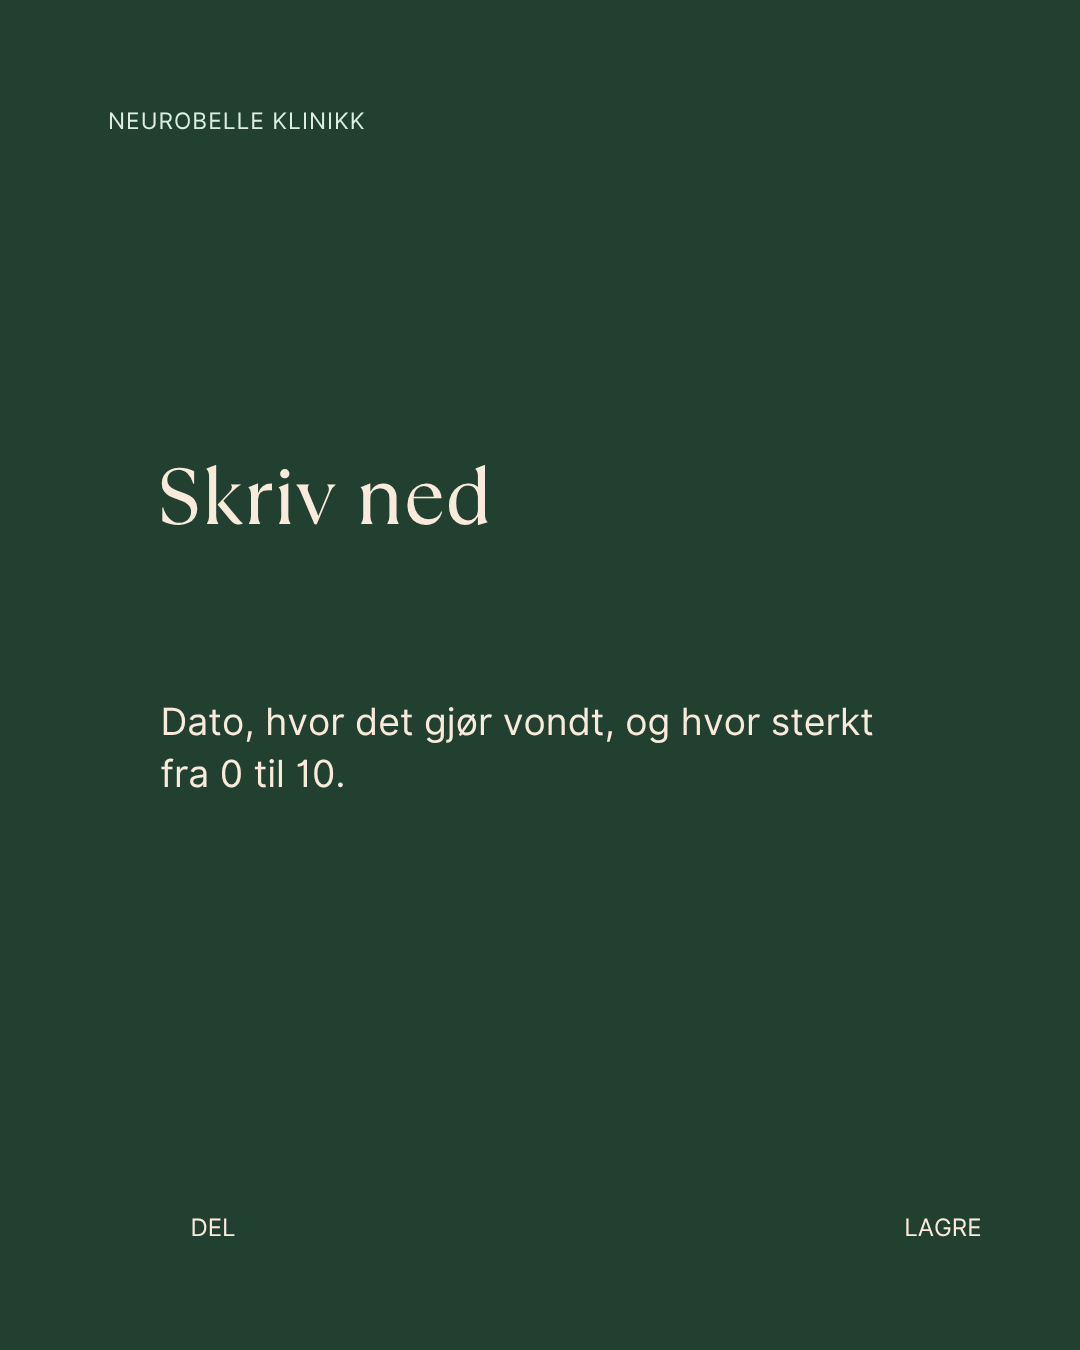 NEUROBELLE KLINIKK
Skriv ned
Dato, hvor det gjør vondt, og hvor sterkt
fra 0 til 10.
DEL
LAGRE